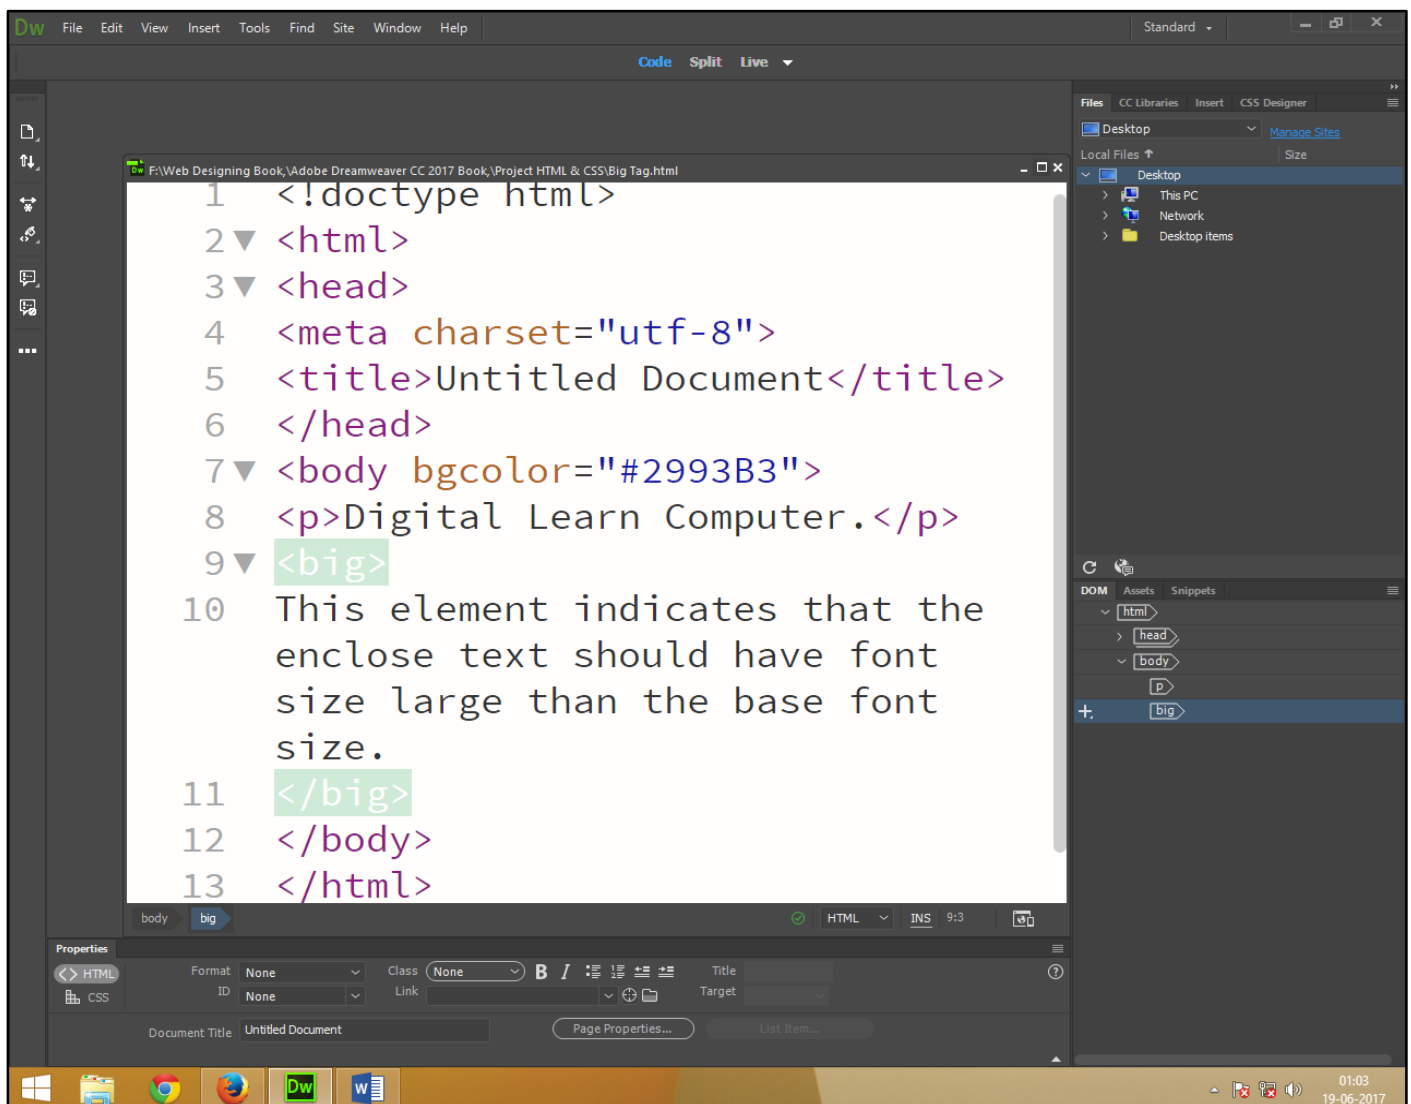 Dw File Edit View Insert Tools Find Site Window Help Standard
Code Split Live
Files CC Libraries Insert CSS Designer
Desktop Manage Sites
Local Files Size
Desktop
This PC
Network
Desktop items
F:\Web Designing Book,\Adobe Dreamweaver CC 2017 Book,\Project HTML & CSS\Big Tag.html
1 <!doctype html>
2 <html>
3 <head>
4 <meta charset="utf-8">
5 <title>Untitled Document</title>
6 </head>
7 <body bgcolor="#2993B3">
8 <p>Digital Learn Computer.</p>
9 <big>
10 This element indicates that the
enclose text should have font
size large than the base font
size.
11 </big>
12 </body>
13 </html>
body big HTML INS 9:3
DOM Assets Snippets
html
head
body
p
big
Properties
<> HTML Format None Class None B I Title
CSS ID None Link Target
Document Title Untitled Document Page Properties... List Item...
Dw W
01:03
19-06-2017